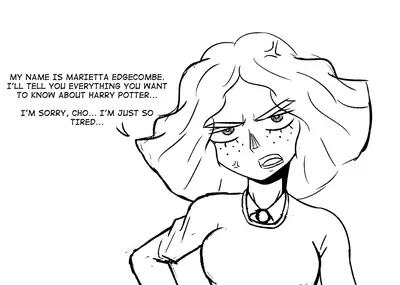 MY NAME IS MARIETTA EDGECOMBE.
I'LL TELL YOU EVERYTHING YOU WANT
TO KNOW ABOUT HARRY POTTER...
I'M SORRY, CHO... I'M JUST SO
TIRED...